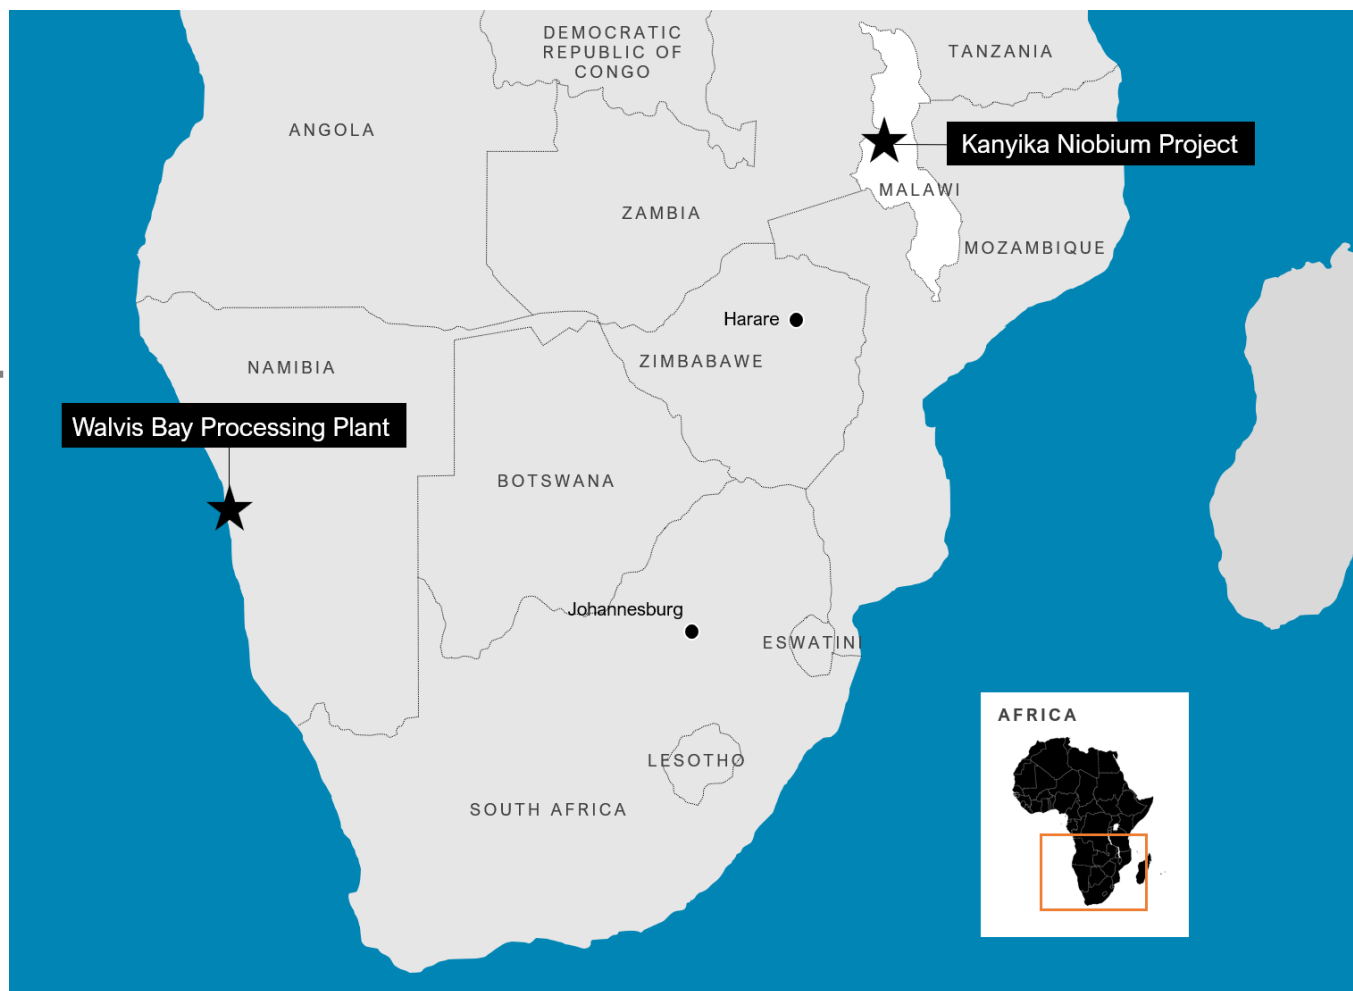 DEMOCRATIC
REPUBLIC OF
CONGO
TANZANIA
ANGOLA
Kanyika Niobium Project
MALAWI
ZAMBIA
MOZAMBIQUE
Harare
ZIMBABAWE
NAMIBIA
Walvis Bay Processing Plant
BOTSWANA
Johannesburg
ESWATINI
AFRICA
LESOTHO
SOUTH AFRICA